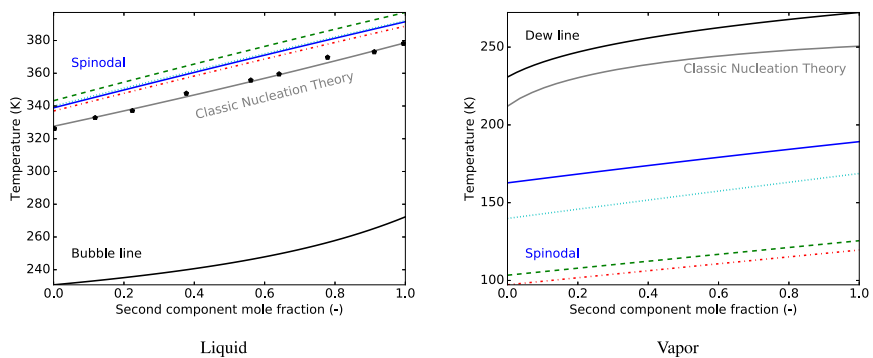 380
360
340
320
300
280
260
240
Temperature (K)
Spinodal
Classic Nucleation Theory
Bubble line
0.0 0.2 0.4 0.6 0.8 1.0
Second component mole fraction (-)
Liquid
250
200
150
100
Temperature (K)
Dew line
Classic Nucleation Theory
Spinodal
0.0 0.2 0.4 0.6 0.8 1.0
Second component mole fraction (-)
Vapor